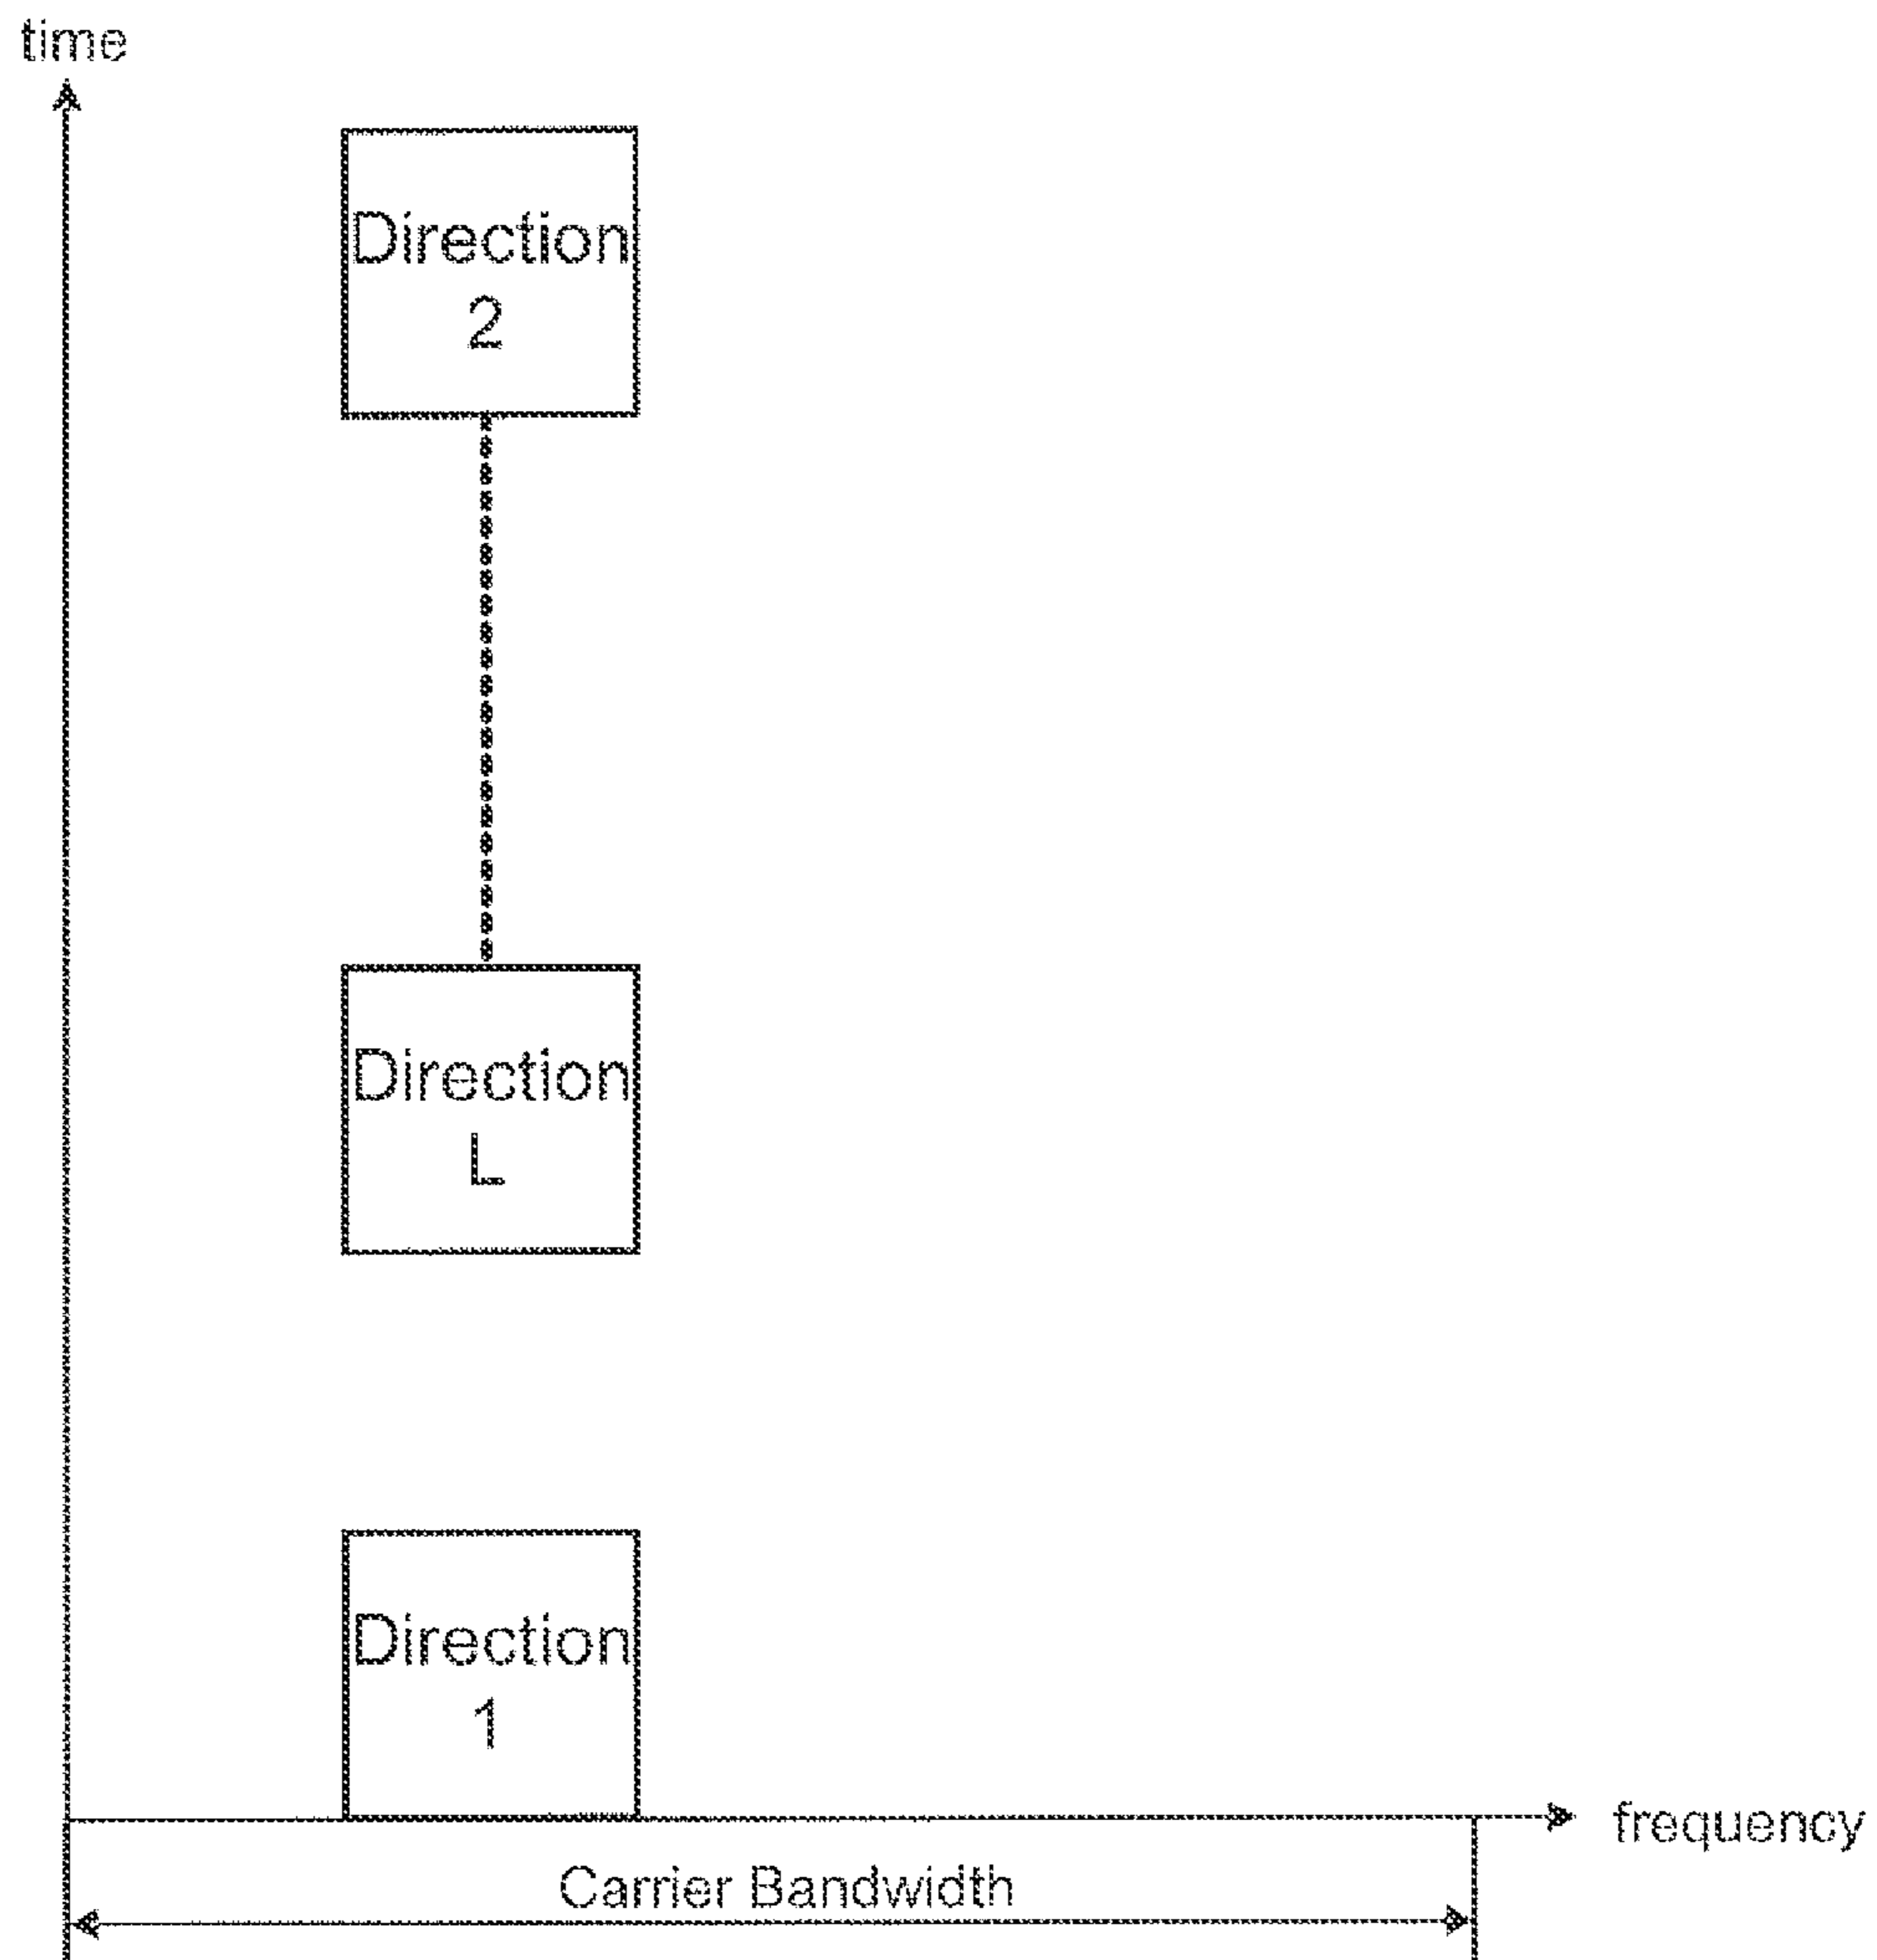 time
Direction
2
Direction
L
Direction
1
frequency
Carrier Bandwidth